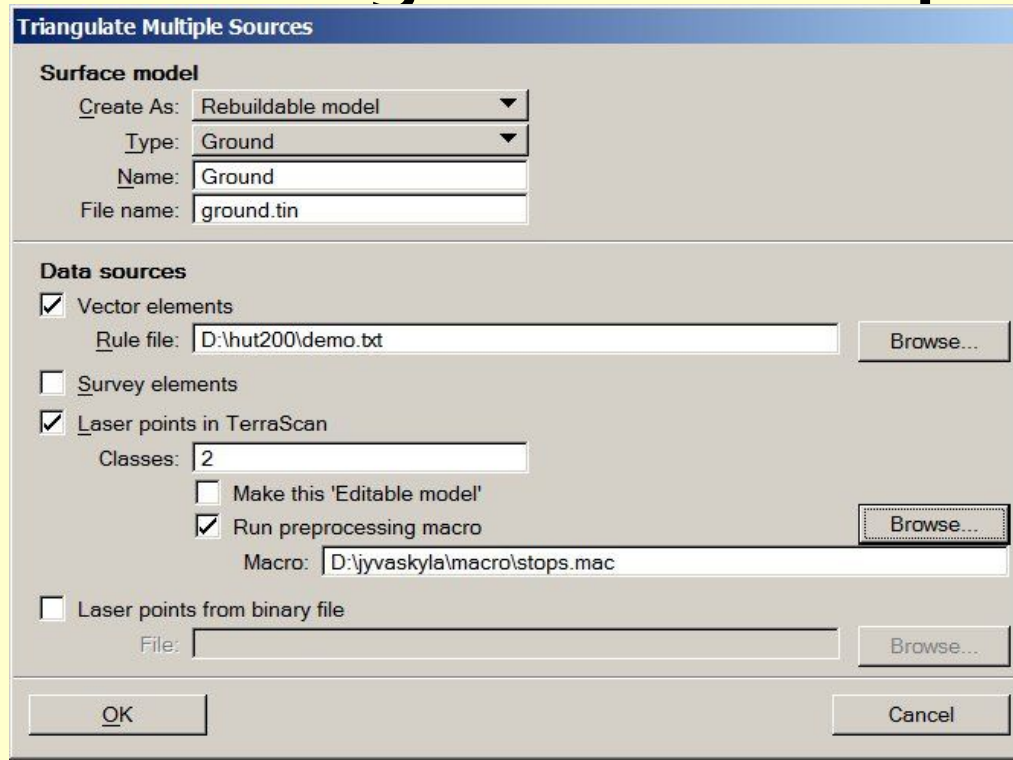 Triangulate Multiple Sources
Surface model
Create As: Rebuildable model
Type: Ground
Name: Ground
File name: ground.tin
Data sources
Vector elements
Rule file: D:\hut200\demo.txt Browse...
Survey elements
Laser points in TerraScan
Classes: 2
Make this 'Editable model'
Run preprocessing macro Browse...
Macro: D:\jyvaskyla\macro\stops.mac
Laser points from binary file
File: Browse...
OK Cancel